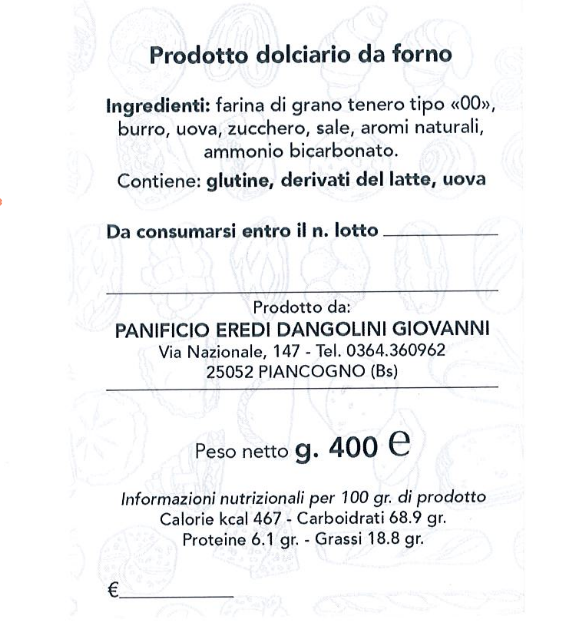 Prodotto dolciario da forno
Ingredienti: farina di grano tenero tipo «00»,
burro, uova, zucchero, sale, aromi naturali,
ammonio bicarbonato.
Contiene: glutine, derivati del latte, uova
Da consumarsi entro il n. lotto
Prodotto da:
PANIFICIO EREDI DANGOLINI GIOVANNI
Via Nazionale, 147 - Tel. 0364.360962
25052 PIANCOGNO (Bs)
Peso netto g. 400 ℮
Informazioni nutrizionali per 100 gr. di prodotto
Calorie kcal 467 - Carboidrati 68.9 gr.
Proteine 6.1 gr. - Grassi 18.8 gr.
€